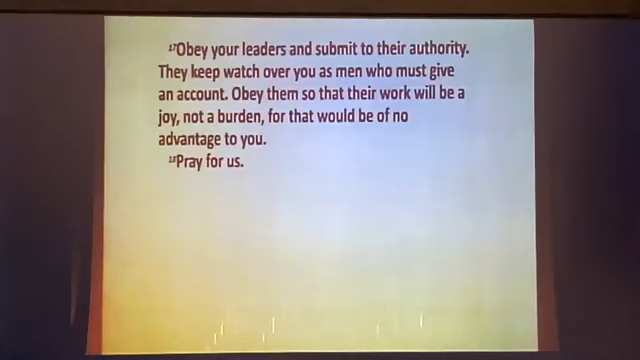 17Obey your leaders and submit to their authority.
They keep watch over you as men who must give
an account. Obey them so that their work will be a
joy, not a burden, for that would be of no
advantage to you.
18Pray for us.